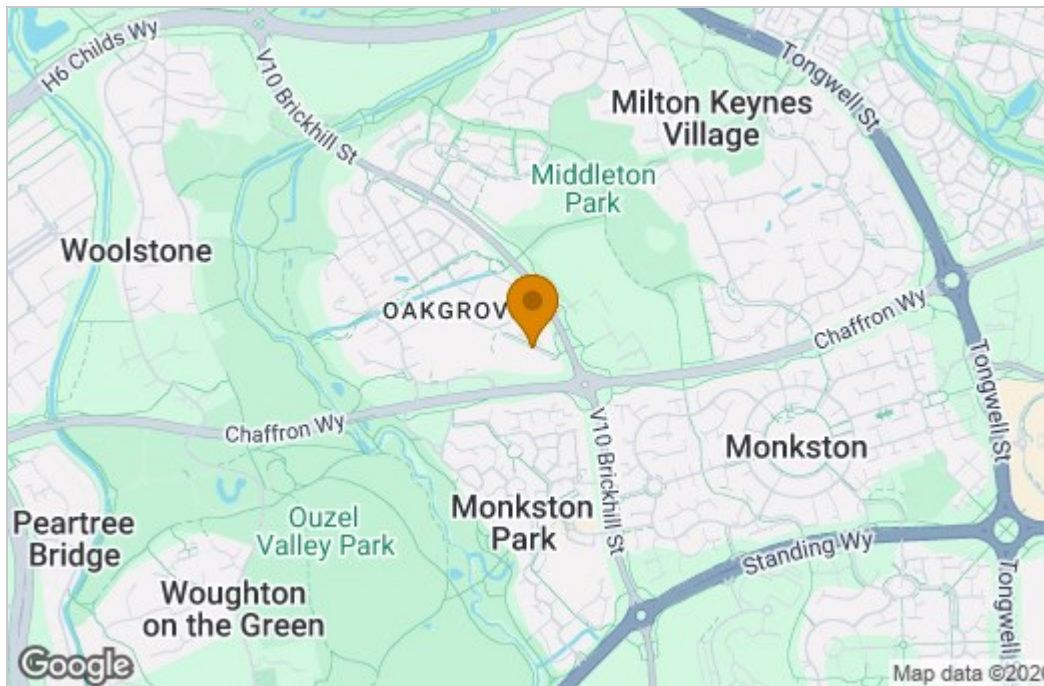 H6 Childs Wy
V10 Brickhill St
Tongwell St
Milton Keynes
Village
Middleton
Park
Woolstone
OAKGROV
Chaffron Wy
Chaffron Wy
Tongwell St
V10 Brickhill St
Monkston
Peartree
Bridge
Ouzel
Valley Park
Monkston
Park
Standing Wy
Woughton
on the Green
Tongwell
Google
Map data ©2026